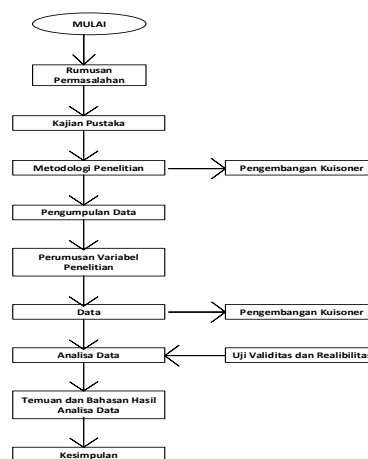 MULAI
Rumusan
Permasalahan
Kajian Pustaka
Metodologi Penelitian
Pengembangan Kuisoner
Pengumpulan Data
Perumusan Variabel
Penelitian
Data
Pengembangan Kuisoner
Analisa Data
Uji Validitas dan Realibilitas
Temuan dan Bahasan Hasil
Analisa Data
Kesimpulan